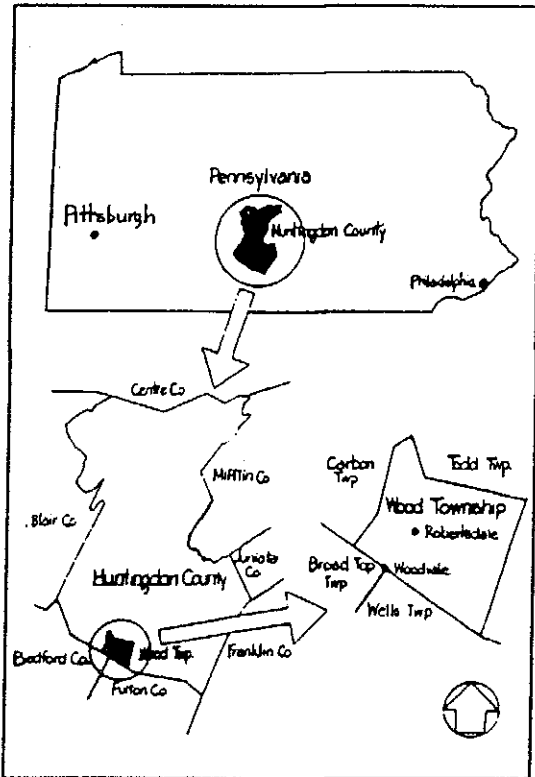 Pennsylvania
Pittsburgh
Huntingdon County
Philadelphia
Centre Co
Mifflin Co
Blair Co
Juniata
Co
Huntingdon County
Bedford Co
Wood Twp.
Fulton Co
Franklin Co
Carbon
Twp
Todd Twp.
Wood Township
Robertsdale
Broad Top
Twp
Woodvale
Wells Twp